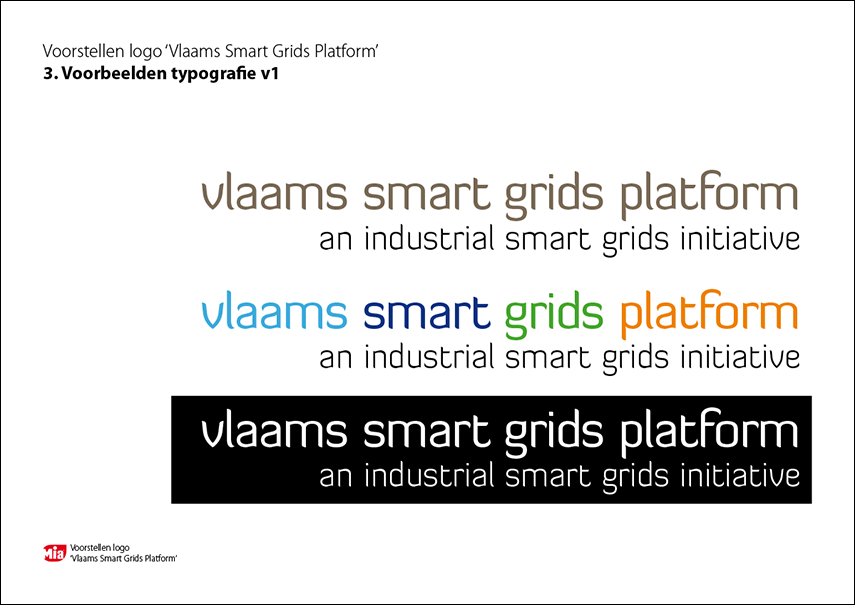 Voorstellen logo ‘Vlaams Smart Grids Platform’
3. Voorbeelden typografie v1
vlaams smart grids platform
an industrial smart grids initiative
vlaams smart grids platform
an industrial smart grids initiative
vlaams smart grids platform
an industrial smart grids initiative
Mia
Voorstellen logo
‘Vlaams Smart Grids Platform’